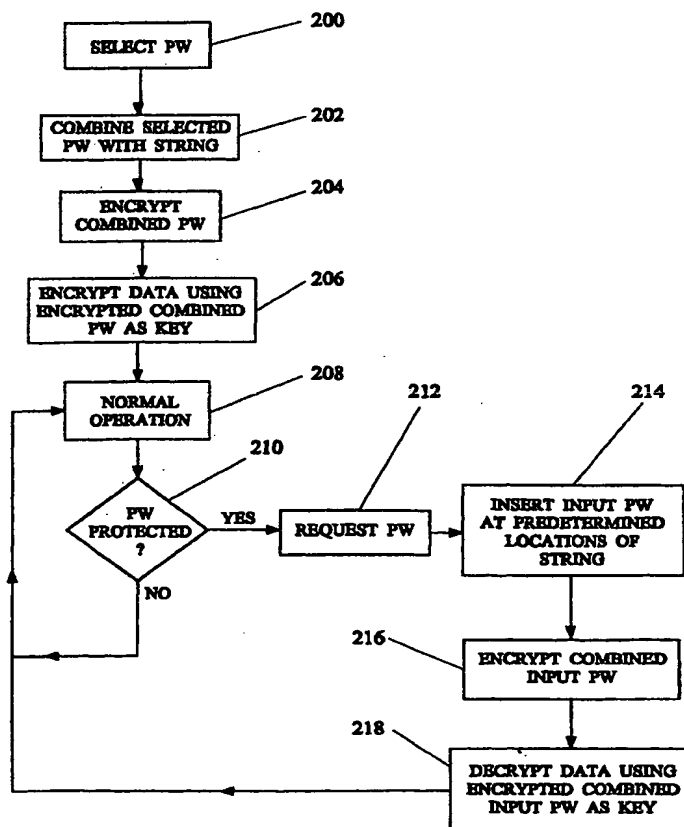 200
SELECT PW
202
COMBINE SELECTED
PW WITH STRING
204
ENCRYPT
COMBINED PW
206
ENCRYPT DATA USING
ENCRYPTED COMBINED
PW AS KEY
208
NORMAL
OPERATION
210
PW
PROTECTED
?
YES
NO
212
REQUEST PW
214
INSERT INPUT PW
AT PREDETERMINED
LOCATIONS OF
STRING
216
ENCRYPT COMBINED
INPUT PW
218
DECRYPT DATA USING
ENCRYPTED COMBINED
INPUT PW AS KEY